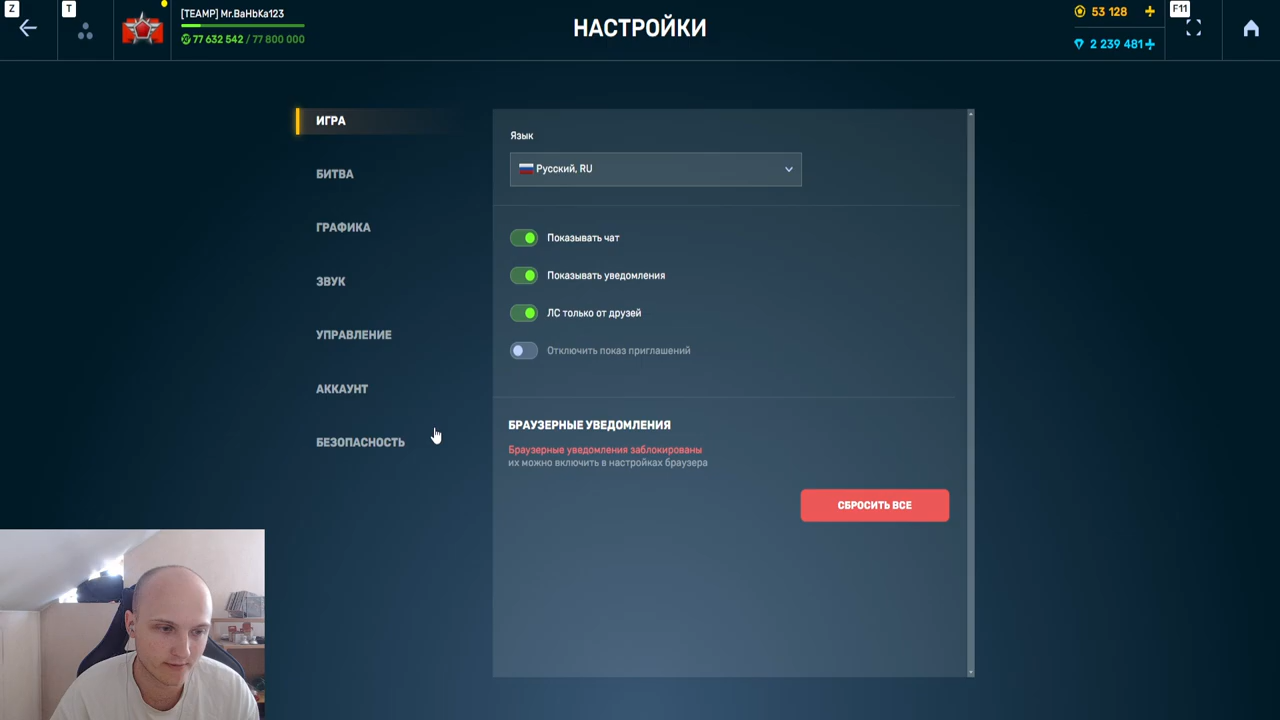 Z
T
[TEAMP] Mr.BaHbKa123
77 632 542 / 77 800 000
НАСТРОЙКИ
53 128 +
2 239 481+
F11
ИГРА
БИТВА
ГРАФИКА
ЗВУК
УПРАВЛЕНИЕ
АККАУНТ
БЕЗОПАСНОСТЬ
Язык
Русский, RU
Показывать чат
Показывать уведомления
ЛС только от друзей
Отключить показ приглашений
БРАУЗЕРНЫЕ УВЕДОМЛЕНИЯ
Браузерные уведомления заблокированы
их можно включить в настройках браузера
СБРОСИТЬ ВСЕ